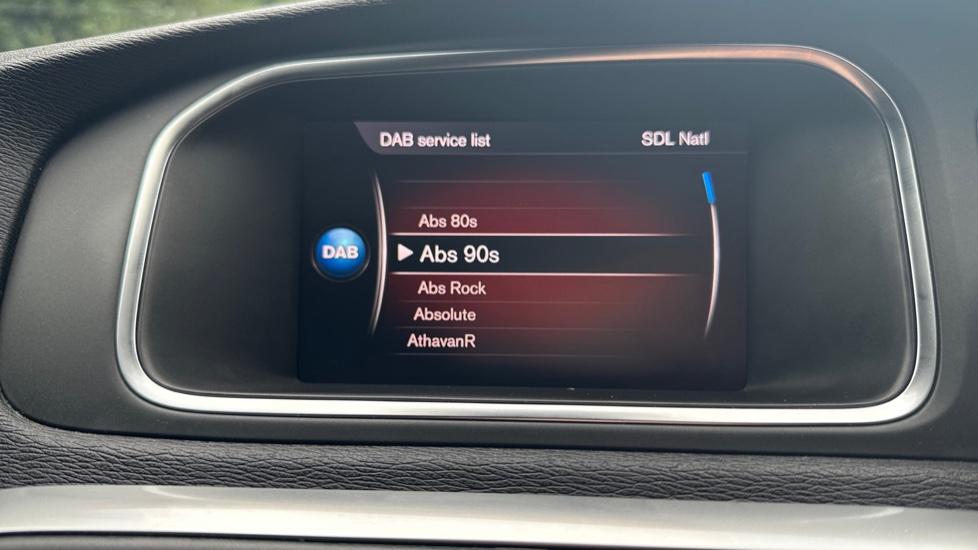 DAB service list SDL Natl
Abs 80s
DAB
Abs 90s
Abs Rock
Absolute
AthavanR